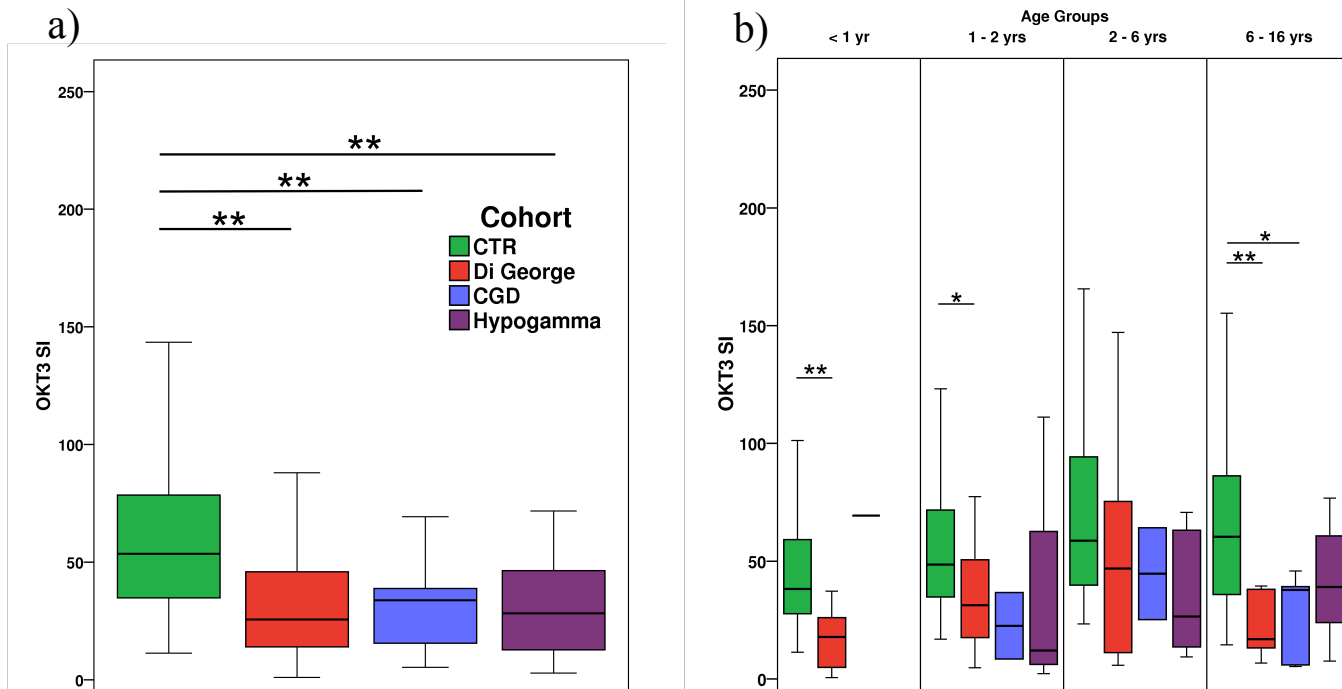 a)
250
200
150
100
50
0
OKT3 SI
**
**
**
Cohort
CTR
Di George
CGD
Hypogamma
b)
Age Groups
< 1 yr 1 - 2 yrs 2 - 6 yrs 6 - 16 yrs
250
200
150
100
50
0
OKT3 SI
**
*
*
**